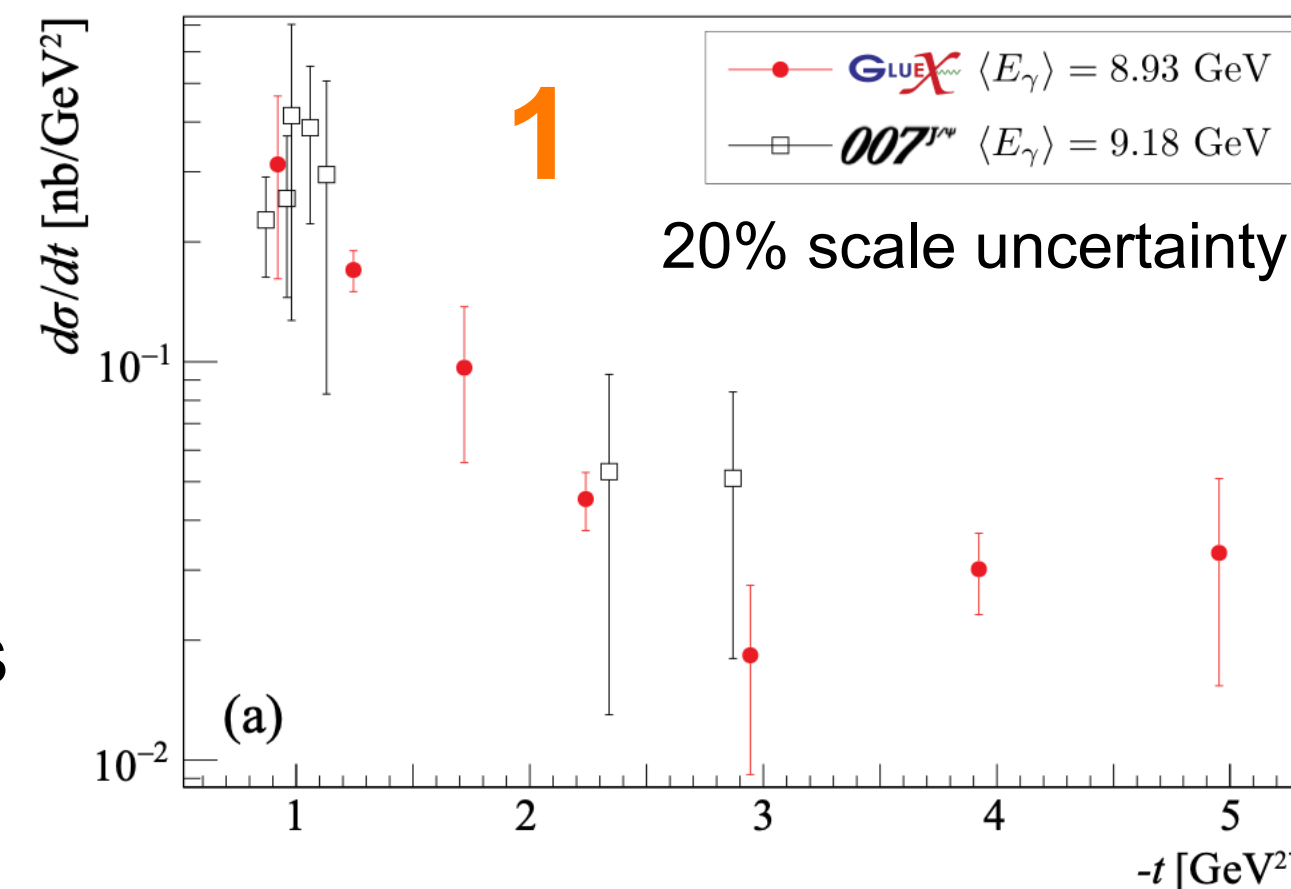 dσ/dt [nb/GeV²]
1
GLUEX ⟨Eγ⟩ = 8.93 GeV
007 J/ψ ⟨Eγ⟩ = 9.18 GeV
20% scale uncertainty
10⁻¹
s
(a)
10⁻²
1 2 3 4 5
-t [GeV²